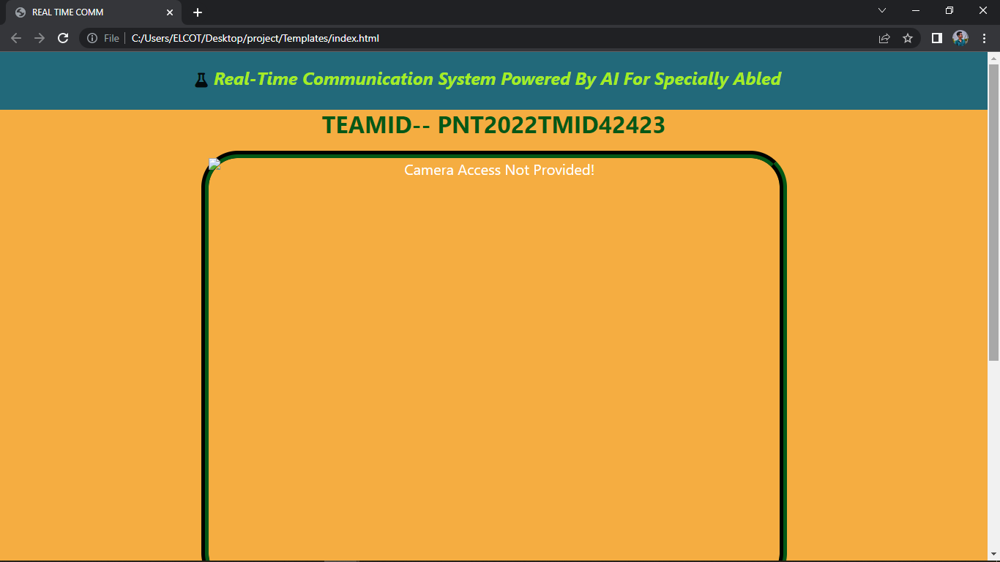 REAL TIME COMM
File C:/Users/ELCOT/Desktop/project/Templates/index.html
Real-Time Communication System Powered By AI For Specially Abled
TEAMID-- PNT2022TMID42423
Camera Access Not Provided!